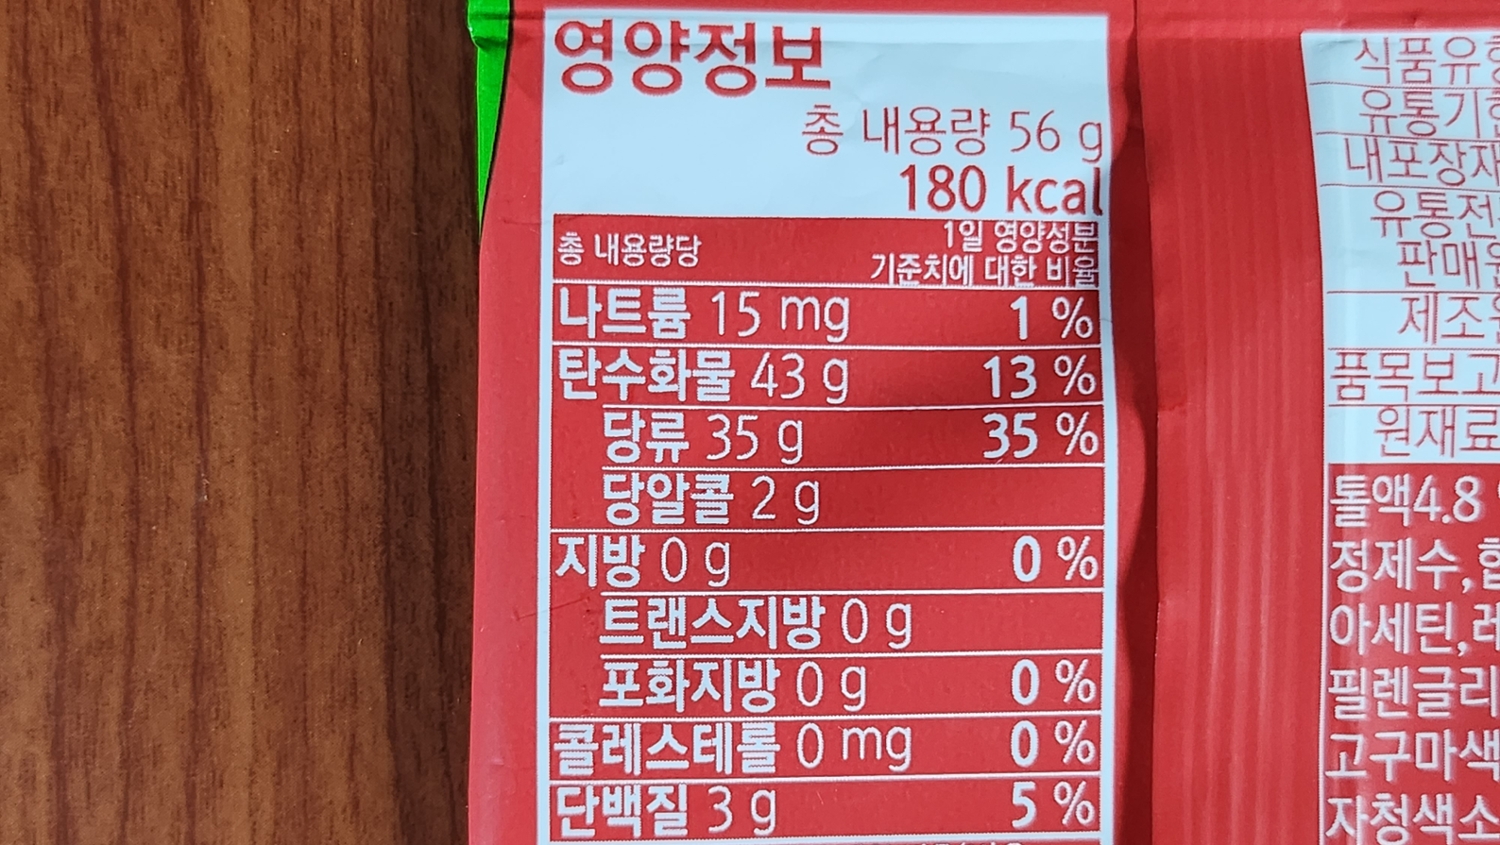 영양정보
총 내용량 56 g
180 kcal
총 내용량당
1일 영양성분
기준치에 대한 비율
나트륨 15 mg 1 %
탄수화물 43 g 13 %
당류 35 g 35 %
당알콜 2 g
지방 0 g 0 %
트랜스지방 0 g
포화지방 0 g 0 %
콜레스테롤 0 mg 0 %
단백질 3 g 5 %
식품유
유통기
내포장재
유통전
판매
제조
품목보고
원재료
톨액4.8
정제수,
아세틴,
필렌글리
고구마색
자청색소